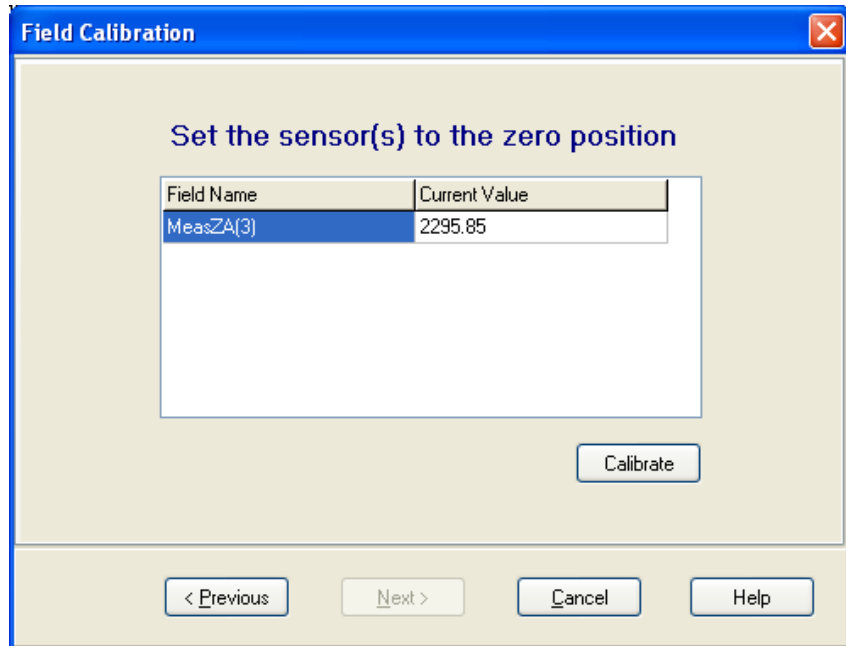 Field Calibration
Set the sensor(s) to the zero position
Field Name Current Value
MeasZA(3) 2295.85
Calibrate
< Previous Next > Cancel Help